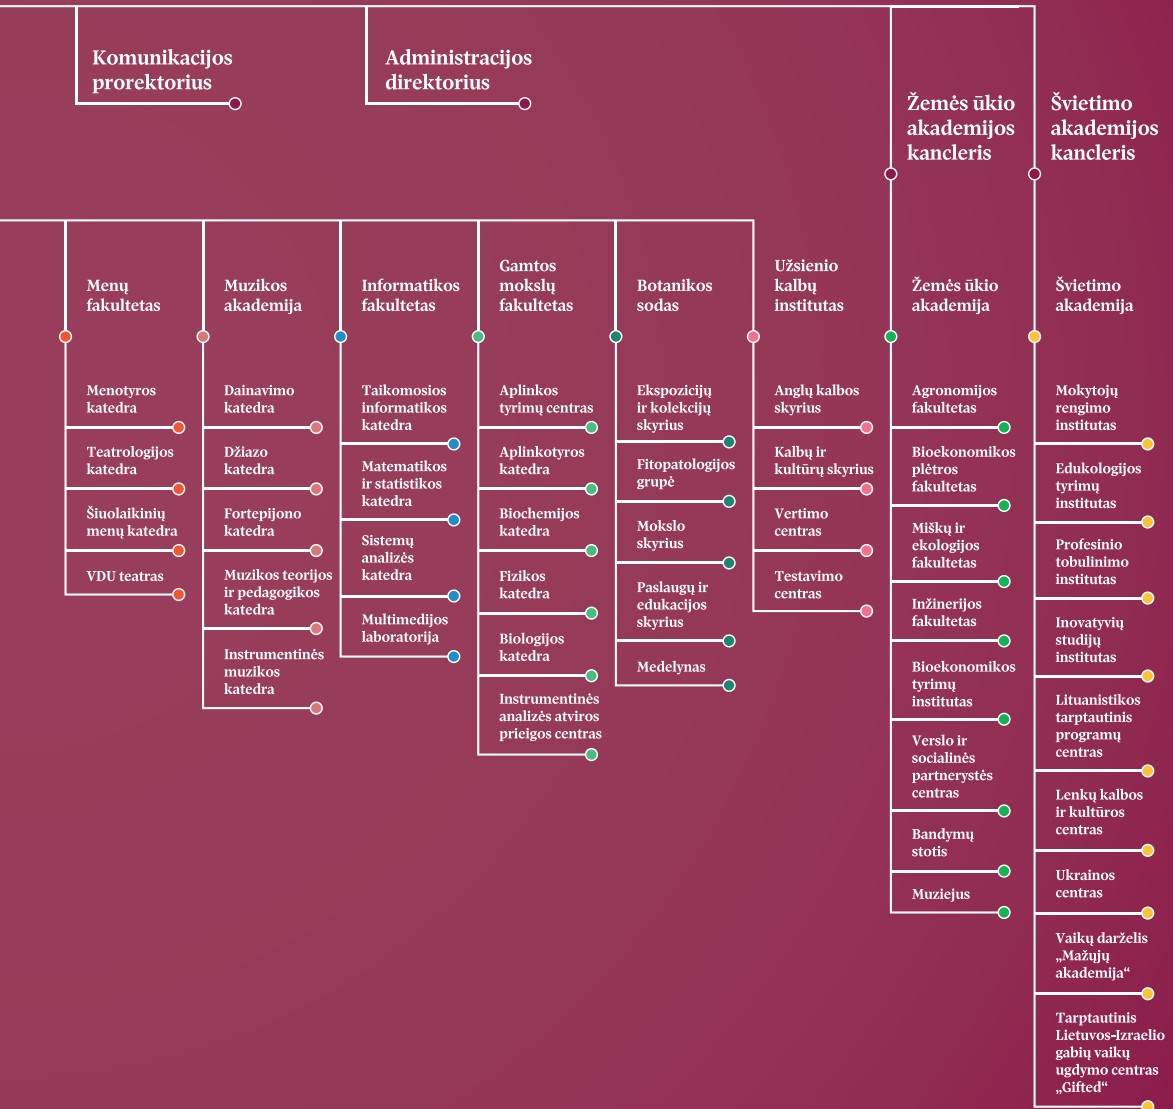 Komunikacijos
prorektorius
Administracijos
direktorius
Žemės ūkio
akademijos
kancleris
Švietimo
akademijos
kancleris
Menų
fakultetas
Menotyros
katedra
Teatrologijos
katedra
Šiuolaikinių
menų katedra
VDU teatras
Muzikos
akademija
Dainavimo
katedra
Džiazo
katedra
Fortepijono
katedra
Muzikos teorijos
ir pedagogikos
katedra
Instrumentinės
muzikos
katedra
Informatikos
fakultetas
Taikomosios
informatikos
katedra
Matematikos
ir statistikos
katedra
Sistemų
analizės
katedra
Multimedijos
laboratorija
Gamtos
mokslų
fakultetas
Aplinkos
tyrimų centras
Aplinkotyros
katedra
Biochemijos
katedra
Fizikos
katedra
Biologijos
katedra
Instrumentinės
analizės atviros
prieigos centras
Botanikos
sodas
Ekspozicijų
ir kolekcijų
skyrius
Fitopatologijos
grupė
Mokslo
skyrius
Paslaugų ir
edukacijos
skyrius
Medelynas
Užsienio
kalbų
institutas
Anglų kalbos
skyrius
Kalbų ir
kultūrų skyrius
Vertimo
centras
Testavimo
centras
Žemės ūkio
akademija
Agronomijos
fakultetas
Bioekonomikos
plėtros
fakultetas
Miškų ir
ekologijos
fakultetas
Inžinerijos
fakultetas
Bioekonomikos
tyrimų
institutas
Verslo ir
socialinės
partnerystės
centras
Bandymų
stotis
Muziejus
Švietimo
akademija
Mokytojų
rengimo
institutas
Edukologijos
tyrimų
institutas
Profesinio
tobulinimo
institutas
Inovatyvių
studijų
institutas
Lituanistikos
tarptautinis
programų
centras
Lenkų kalbos
ir kultūros
centras
Ukrainos
centras
Vaikų darželis
„Mažųjų
akademija“
Tarptautinis
Lietuvos-Izraelio
gabių vaikų
ugdymo centras
„Gifted“